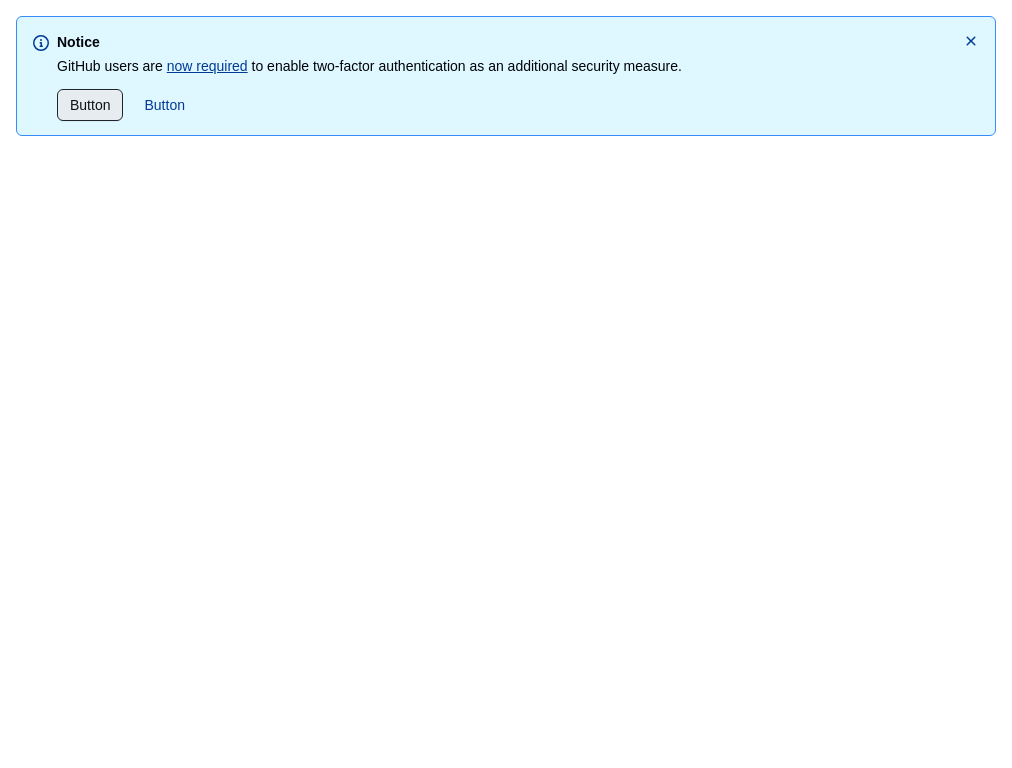 Notice
GitHub users are now required to enable two-factor authentication as an additional security measure.
Button Button